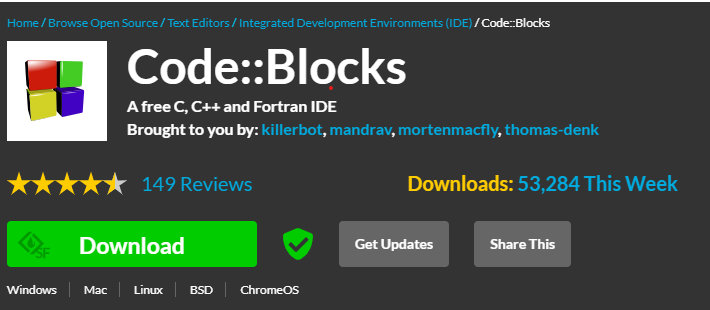 Home / Browse Open Source / Text Editors / Integrated Development Environments (IDE) / Code::Blocks
Code::Blocks
A free C, C++ and Fortran IDE
Brought to you by: killerbot, mandrav, mortenmacfly, thomas-denk
149 Reviews
Downloads: 53,284 This Week
SF
Download
Get Updates
Share This
Windows
Mac
Linux
BSD
ChromeOS